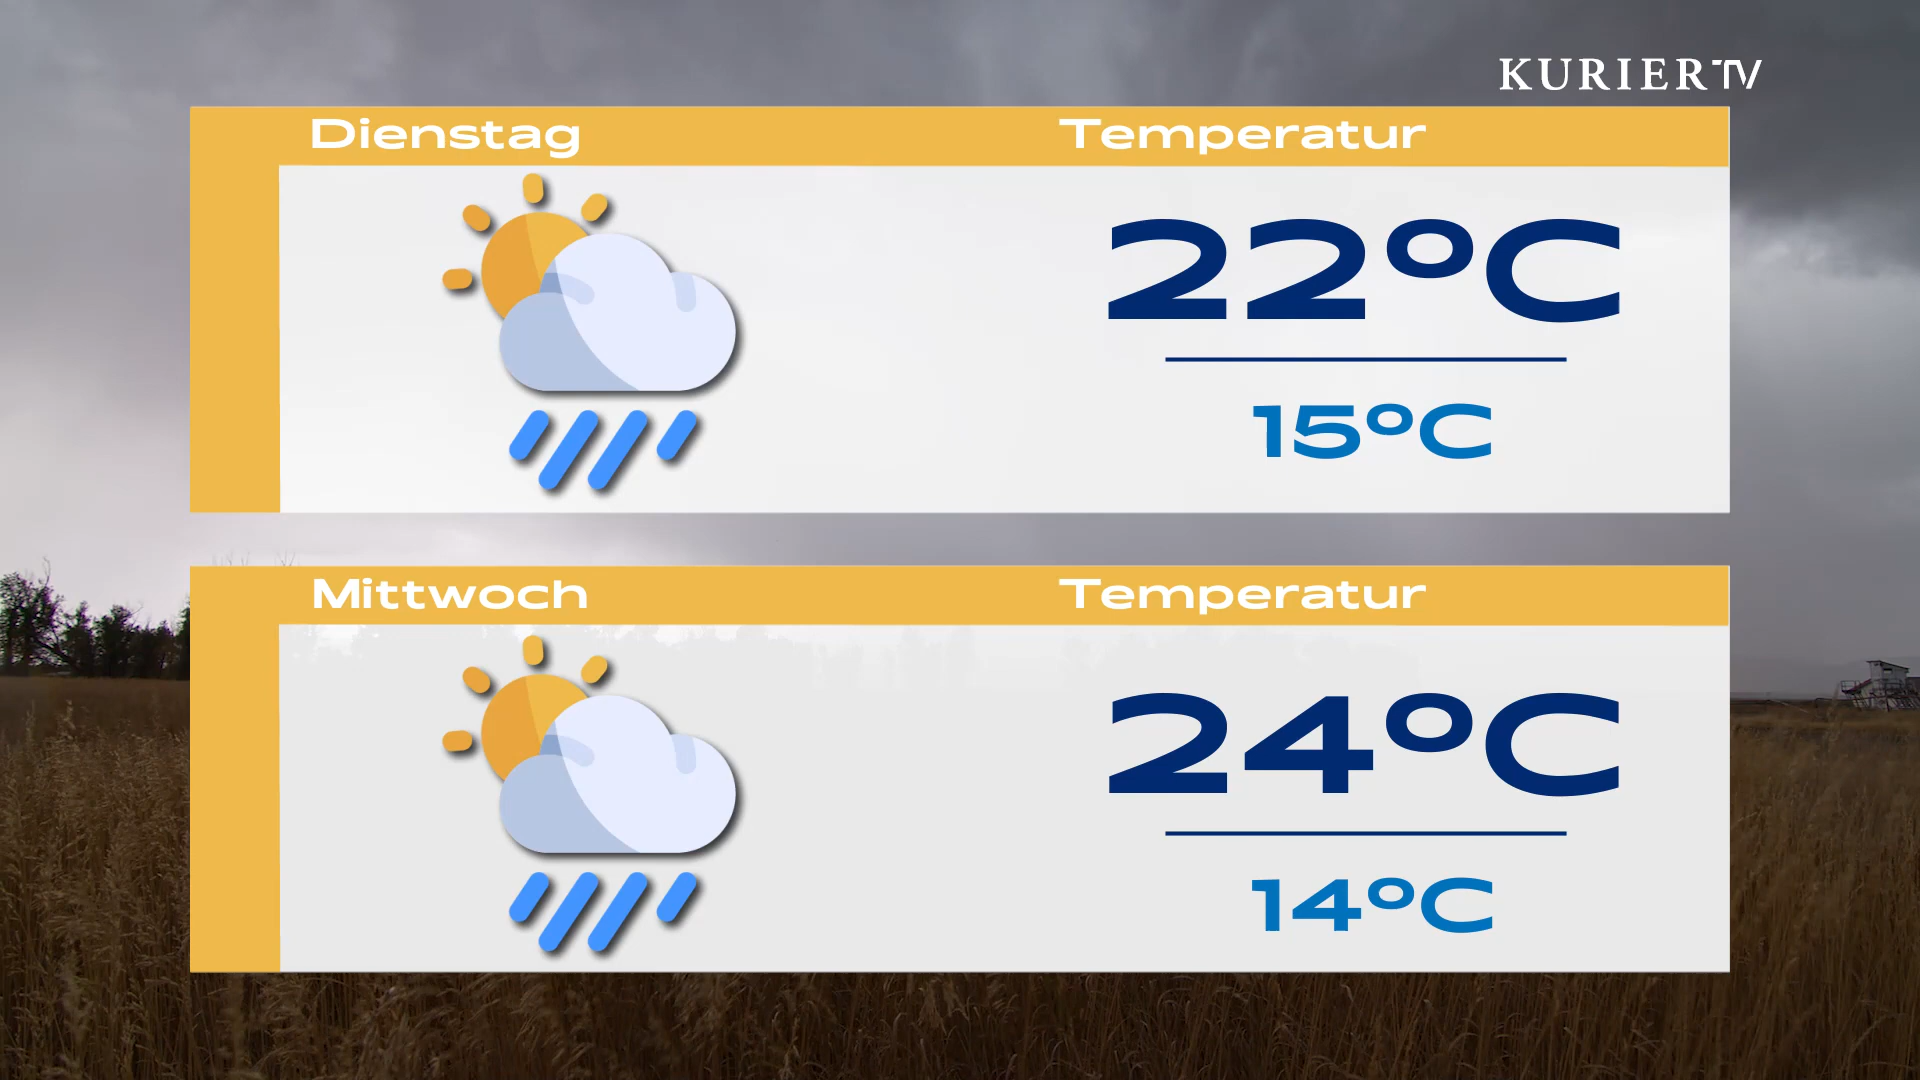 KURIER TV
Dienstag Temperatur
22°C
15°C
Mittwoch Temperatur
24°C
14°C